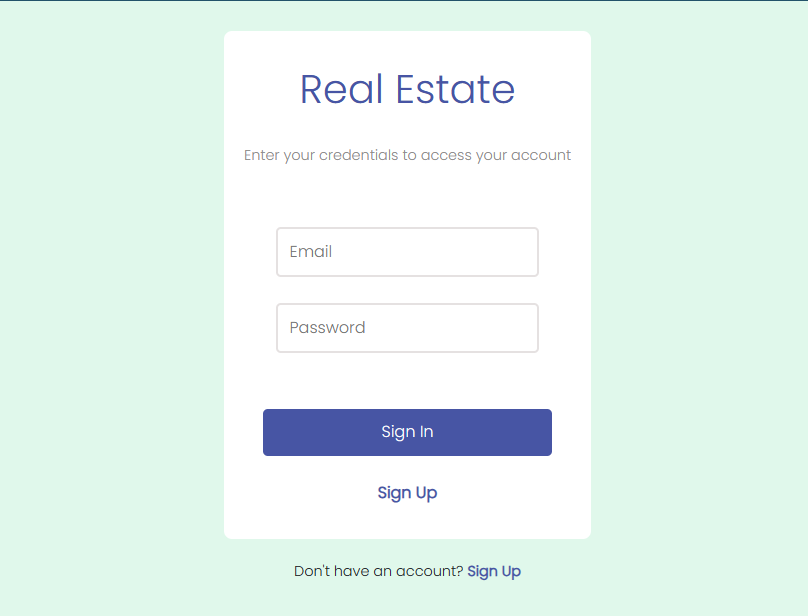 Real Estate
Enter your credentials to access your account
Email
Password
Sign In
Sign Up
Don't have an account? Sign Up